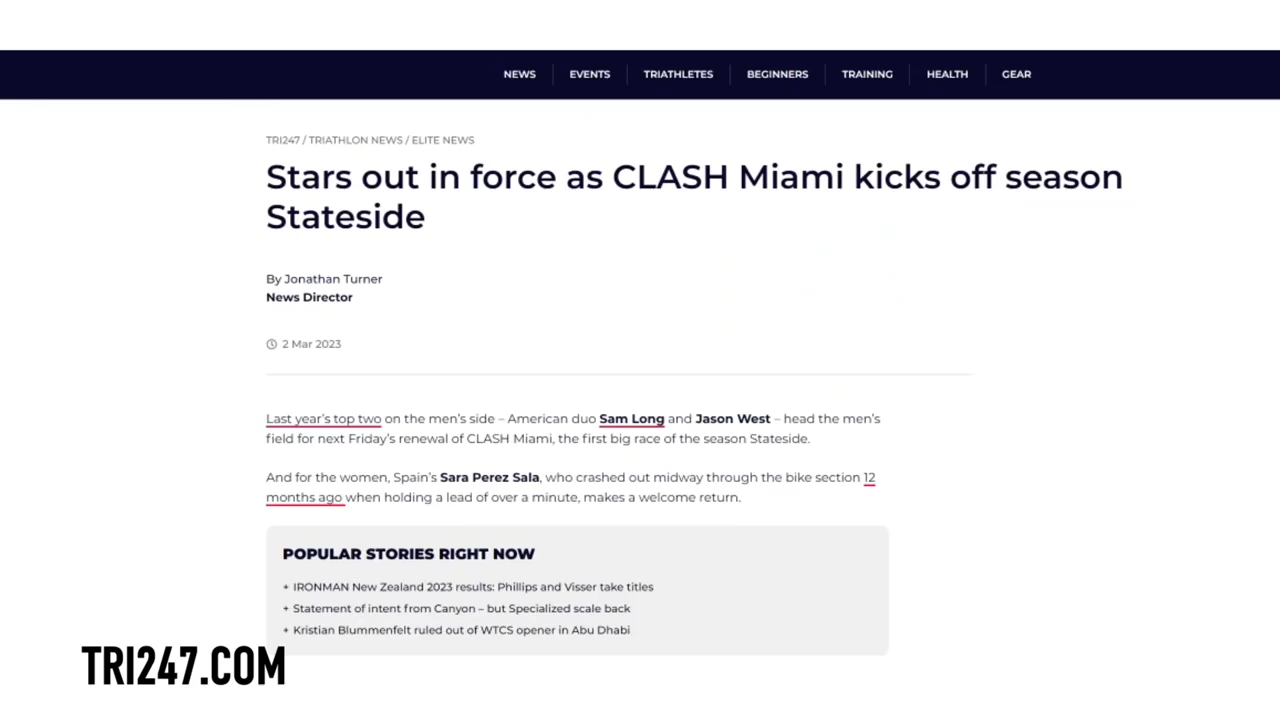 NEWS EVENTS TRIATHLETES BEGINNERS TRAINING HEALTH GEAR
TRI247 / TRIATHLON NEWS / ELITE NEWS
Stars out in force as CLASH Miami kicks off season
Stateside
By Jonathan Turner
News Director
2 Mar 2023
Last year's top two on the men's side – American duo Sam Long and Jason West – head the men's
field for next Friday's renewal of CLASH Miami, the first big race of the season Stateside.
And for the women, Spain's Sara Perez Sala, who crashed out midway through the bike section 12
months ago when holding a lead of over a minute, makes a welcome return.
POPULAR STORIES RIGHT NOW
+ IRONMAN New Zealand 2023 results: Phillips and Visser take titles
+ Statement of intent from Canyon – but Specialized scale back
+ Kristian Blummenfelt ruled out of WTCS opener in Abu Dhabi
TRI247.COM